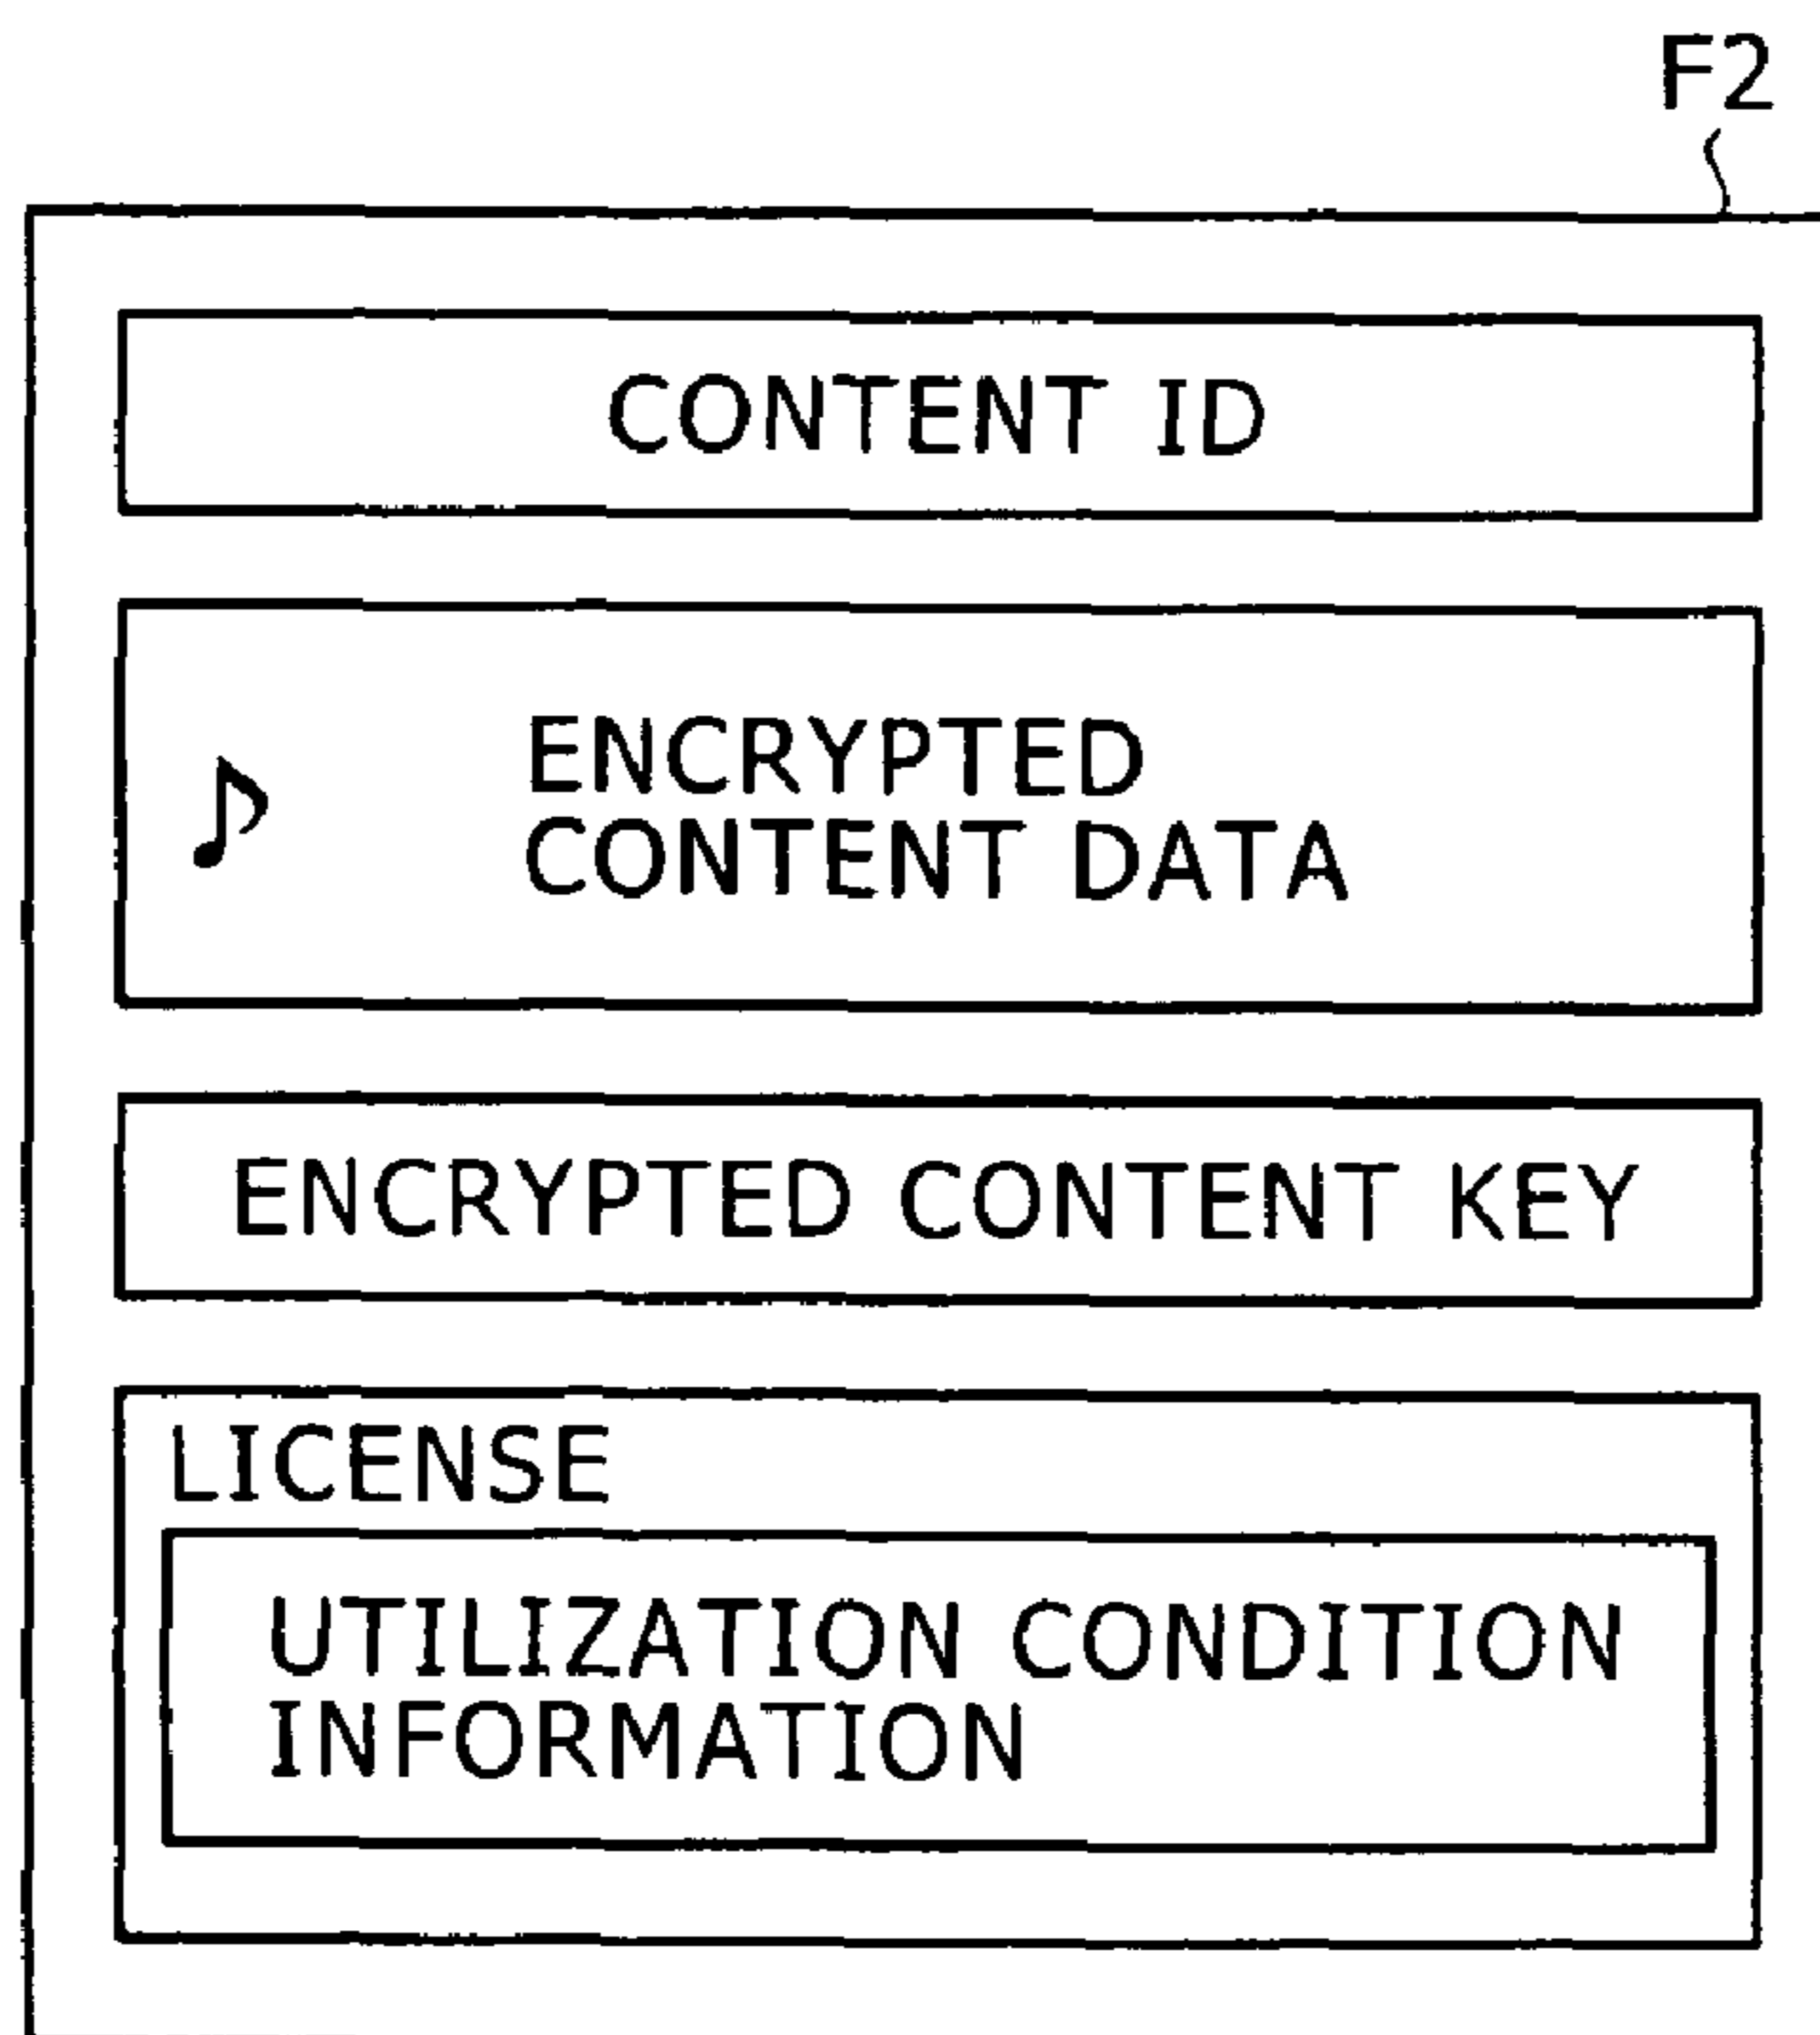 F2
CONTENT ID
ENCRYPTED
CONTENT DATA
ENCRYPTED CONTENT KEY
LICENSE
UTILIZATION CONDITION
INFORMATION